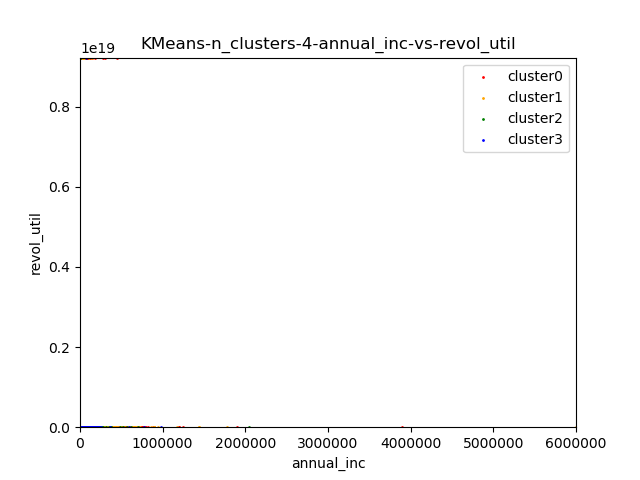 KMeans-n_clusters-4-annual_inc-vs-revol_util
1e19
cluster0
cluster1
cluster2
cluster3
0.8
0.6
0.4
0.2
0.0
revol_util
0 1000000 2000000 3000000 4000000 5000000 6000000
annual_inc